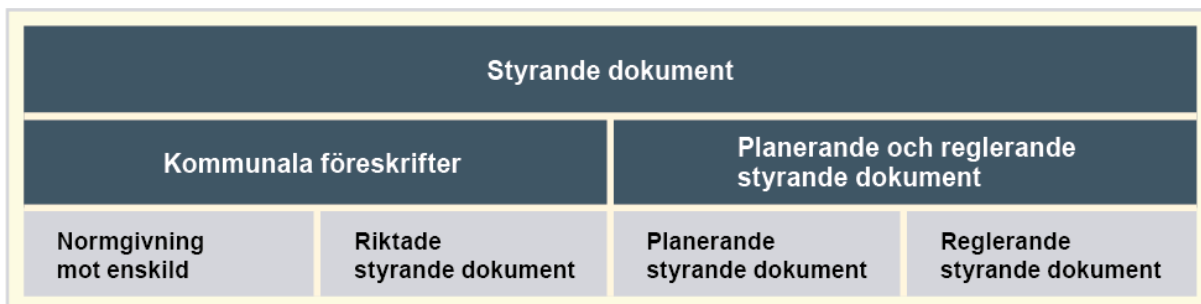 Styrande dokument
Kommunala föreskrifter
Planerande och reglerande
styrande dokument
Normgivning
mot enskild
Riktade
styrande dokument
Planerande
styrande dokument
Reglerande
styrande dokument